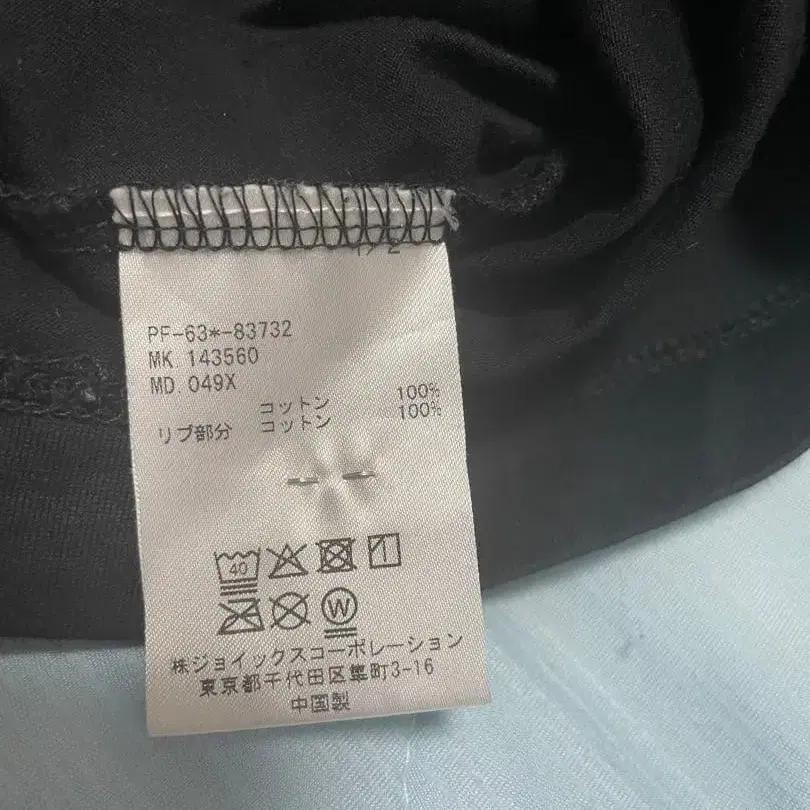 PF-63*-83732
MK 143560
MD 049X
コットン 100%
リブ部分 コットン 100%
40
W
株ジョイックスコーポレーション
東京都千代田区隼町3-16
中国製